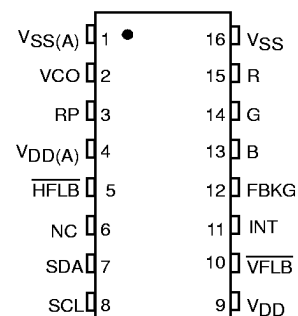 VSS(A) 1 16 VSS
VCO 2 15 R
RP 3 14 G
VDD(A) 4 13 B
HFLB 5 12 FBKG
NC 6 11 INT
SDA 7 10 VFLB
SCL 8 9 VDD